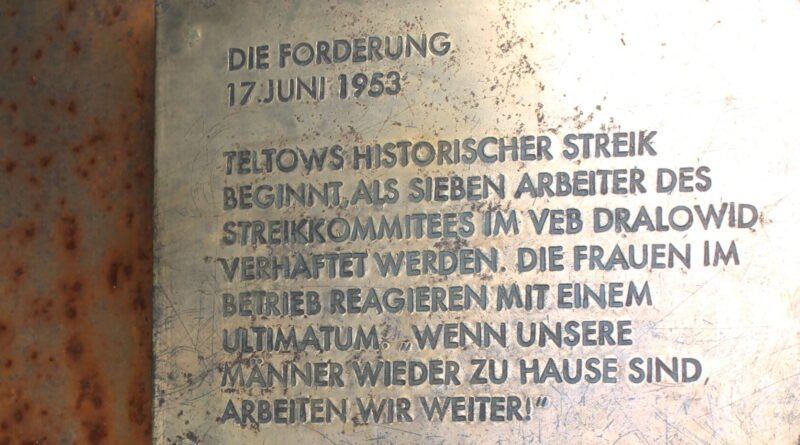 DIE FORDERUNG
17. JUNI 1953
TELTOWS HISTORISCHER STREIK
BEGINNT, ALS SIEBEN ARBEITER DES
STREIKKOMMITEES IM VEB DRALOWID
VERHAFTET WERDEN. DIE FRAUEN IM
BETRIEB REAGIEREN MIT EINEM
ULTIMATUM. „WENN UNSERE
MÄNNER WIEDER ZU HAUSE SIND,
ARBEITEN WIR WEITER!“